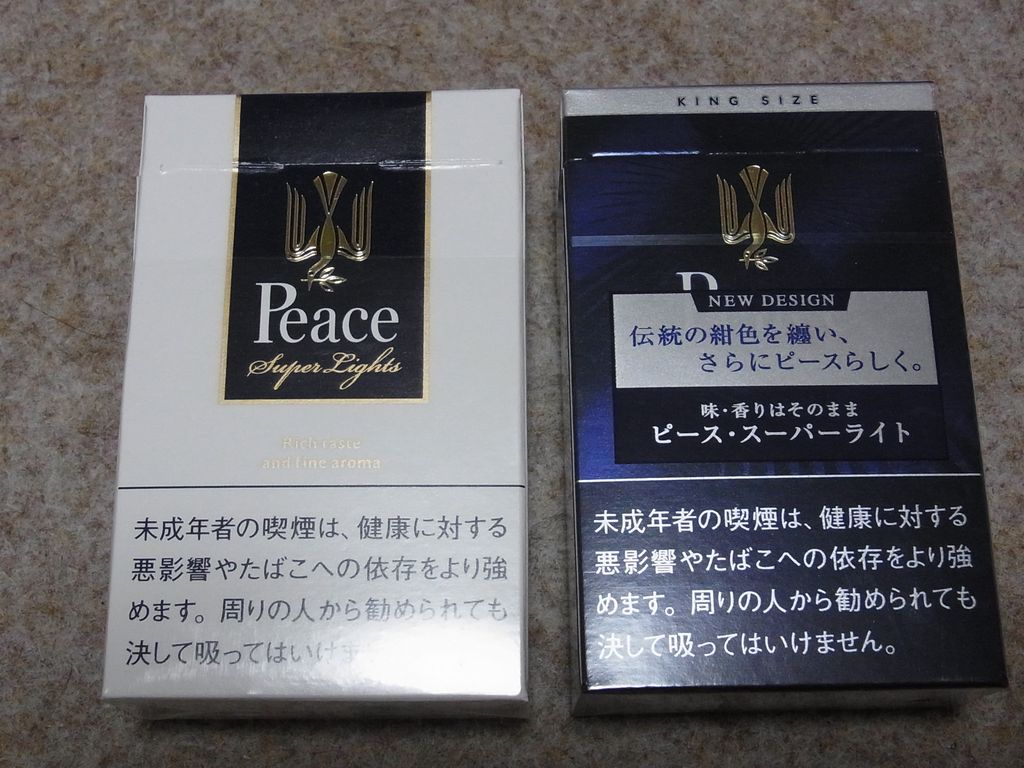 Peace
Super Lights
Rich taste
and fine aroma
未成年者の喫煙は、健康に対する
悪影響やたばこへの依存をより強
めます。周りの人から勧められても
決して吸ってはいけま
KING SIZE
NEW DESIGN
伝統の紺色を纏い、
さらにピースらしく。
味・香りはそのまま
ピース・スーパーライト
未成年者の喫煙は、健康に対する
悪影響やたばこへの依存をより強
めます。周りの人から勧められても
決して吸ってはいけません。